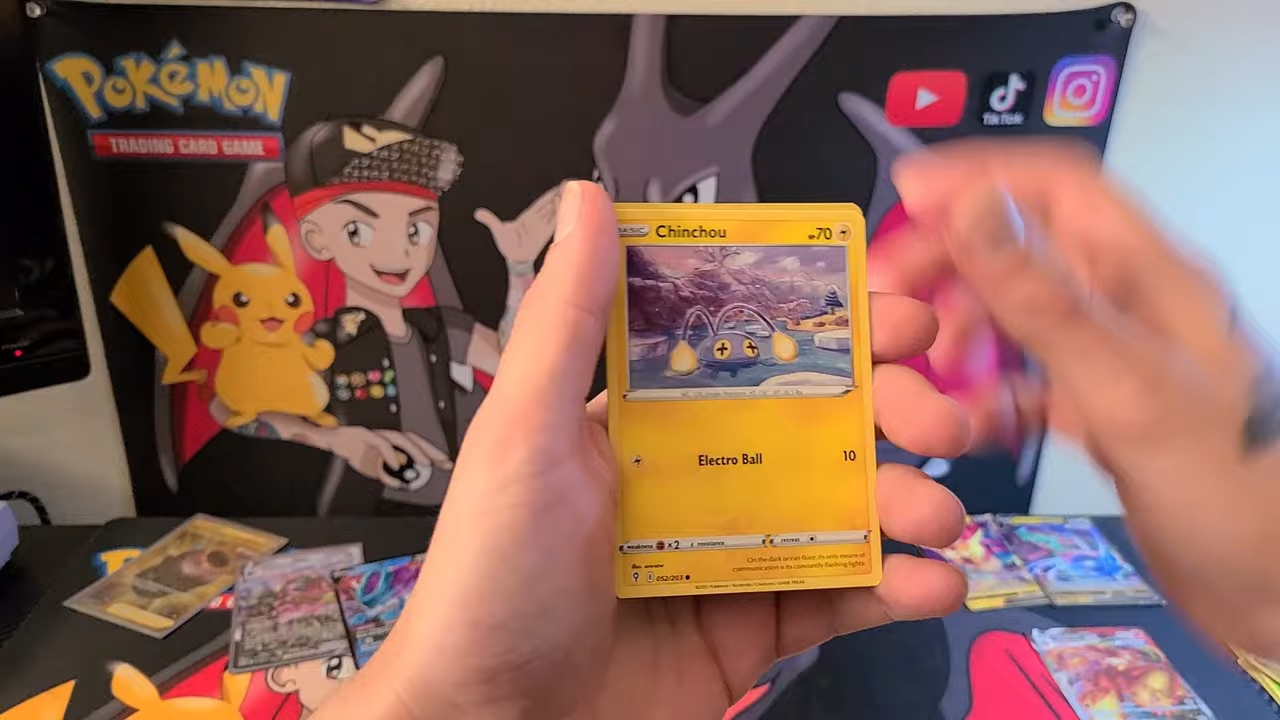 POKÉMON
TRADING CARD GAME
TikTok
BASIC Chinchou HP70
Electro Ball 10
weakness x2 resistance retreat
On the dark ocean floor, its only means of
communication is its constantly flashing lights.
E 052/203